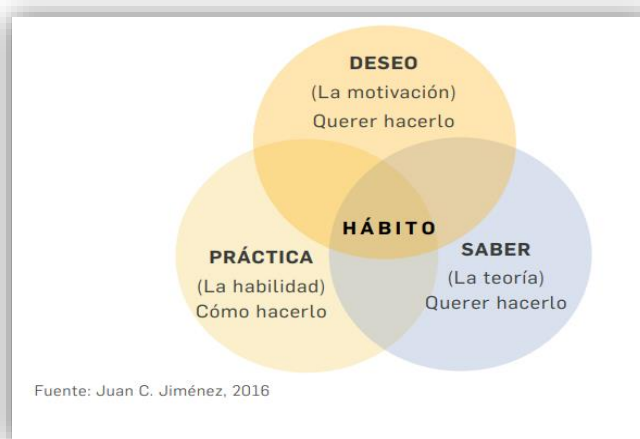 DESEO
(La motivación)
Querer hacerlo
HÁBITO
PRÁCTICA
(La habilidad)
Cómo hacerlo
SABER
(La teoría)
Querer hacerlo
Fuente: Juan C. Jiménez, 2016